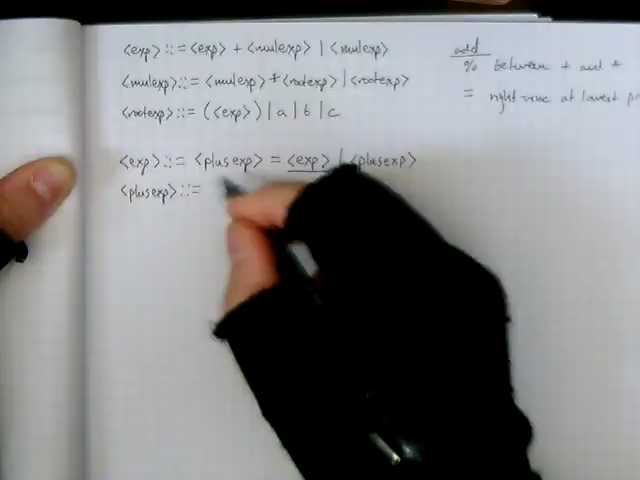 <exp> ::= <exp> + <mulexp> | <mulexp>
<mulexp> ::= <mulexp> * <rootexp> | <rootexp>
<rootexp> ::= (<exp>) | a | b | c
<exp> ::= <plusexp> = <exp> | <plusexp>
<plusexp> ::=
add
% between + and *
= right assoc at lowest